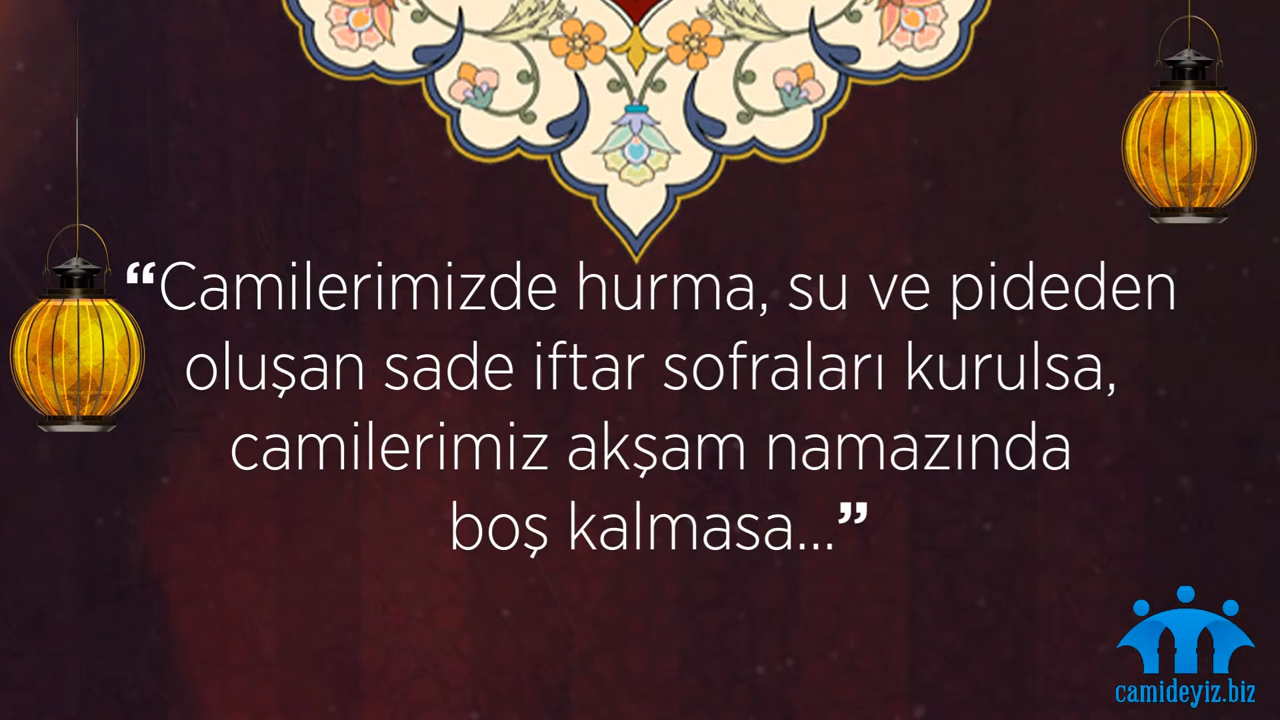 “Camilerimizde hurma, su ve pideden
oluşan sade iftar sofraları kurulsa,
camilerimiz akşam namazında
boş kalmasa...”
camideyiz.biz